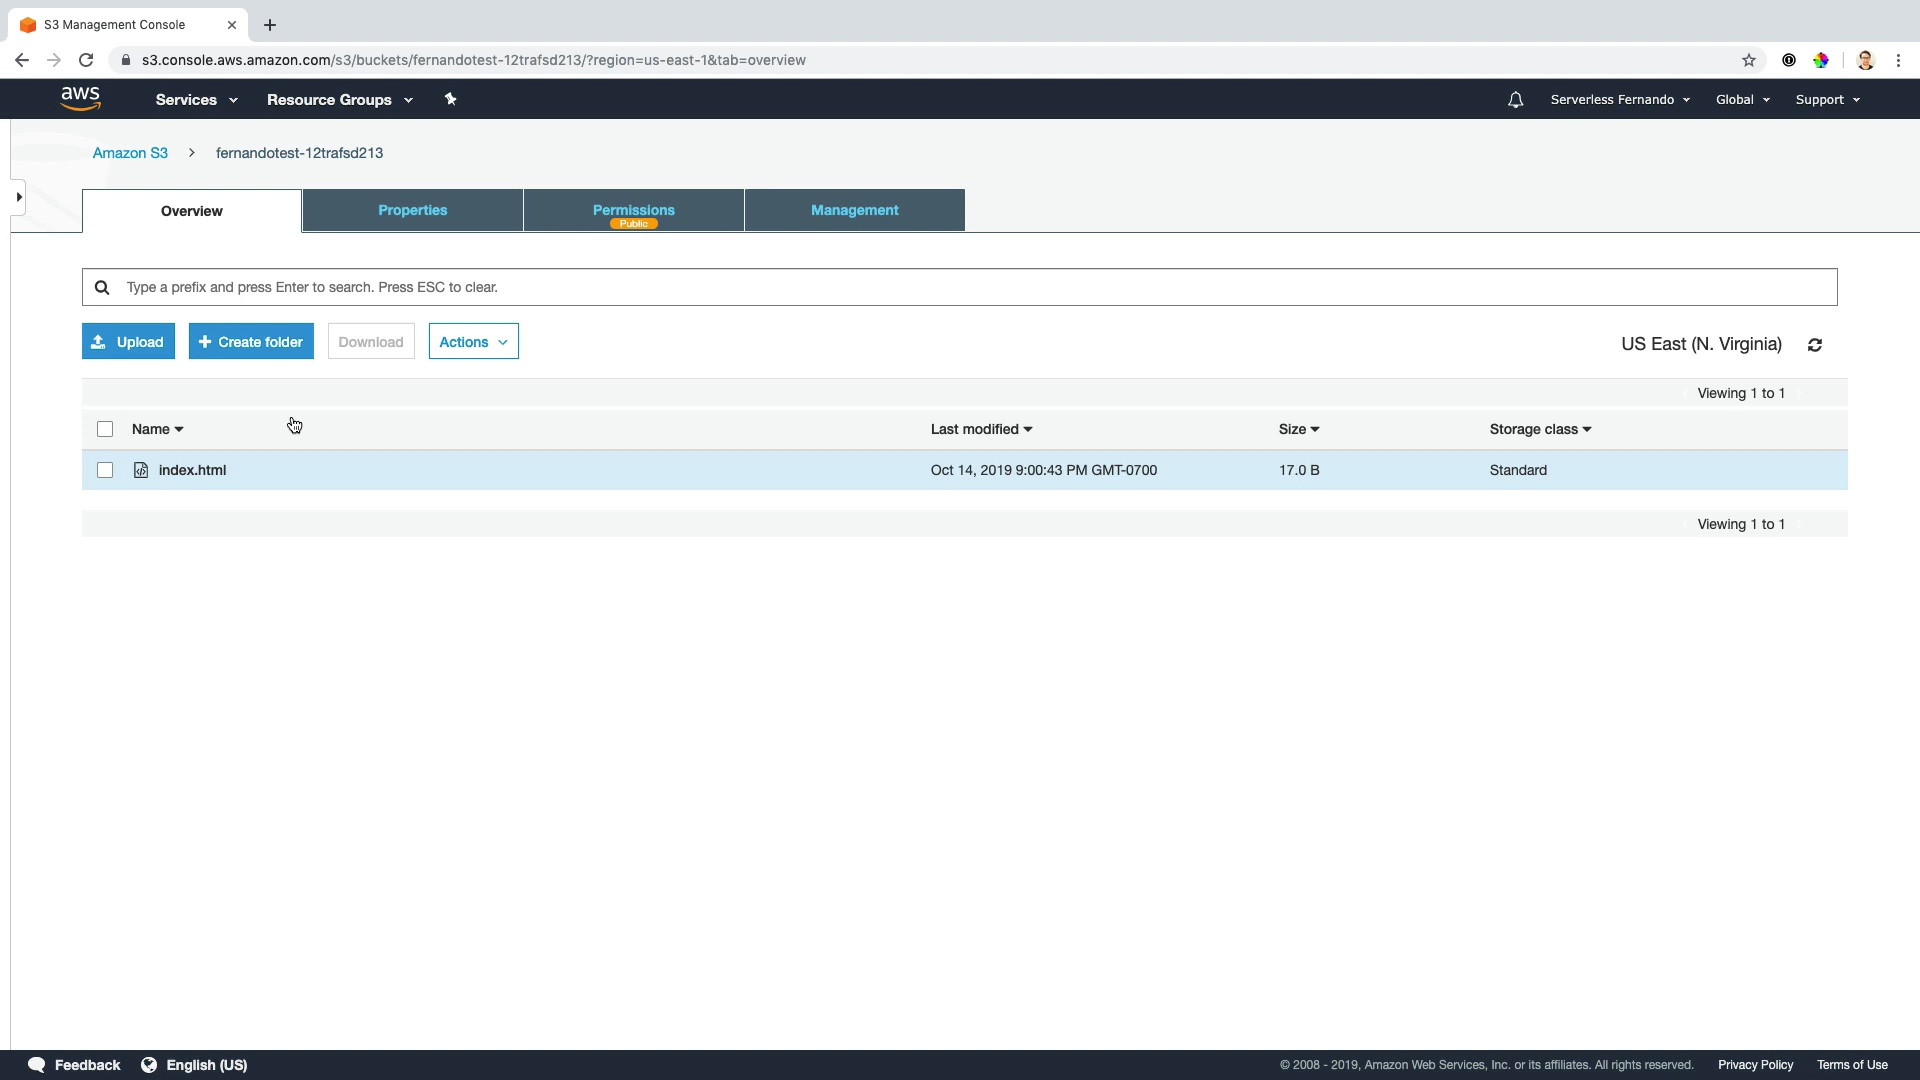 S3 Management Console
s3.console.aws.amazon.com/s3/buckets/fernandotest-12trafsd213/?region=us-east-1&tab=overview
aws Services Resource Groups Serverless Fernando Global Support
Amazon S3 > fernandotest-12trafsd213
Overview Properties Permissions Management
Public
Type a prefix and press Enter to search. Press ESC to clear.
Upload + Create folder Download Actions US East (N. Virginia)
Viewing 1 to 1
Name Last modified Size Storage class
index.html Oct 14, 2019 9:00:43 PM GMT-0700 17.0 B Standard
Viewing 1 to 1
Feedback English (US) © 2008 - 2019, Amazon Web Services, Inc. or its affiliates. All rights reserved. Privacy Policy Terms of Use